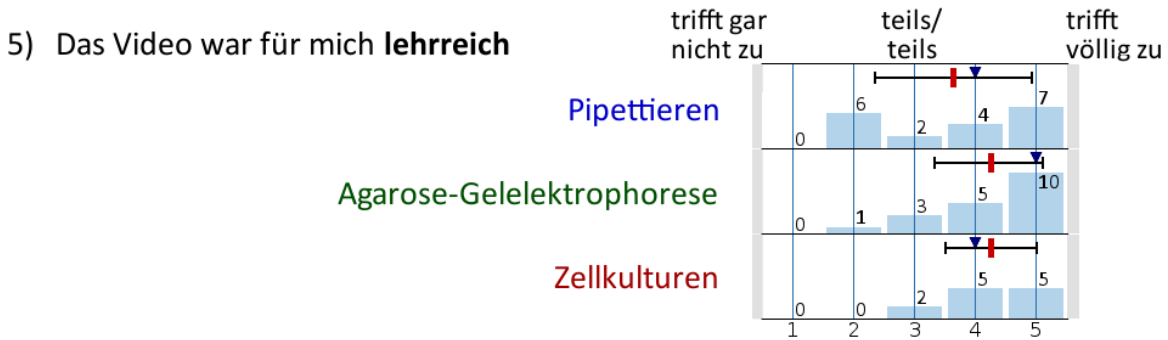 5) Das Video war für mich lehrreich
trifft gar nicht zu
teils/ teils
trifft völlig zu
Pipettieren
0 6 2 4 7
Agarose-Gelelektrophorese
0 1 3 5 10
Zellkulturen
0 0 2 5 5
1 2 3 4 5